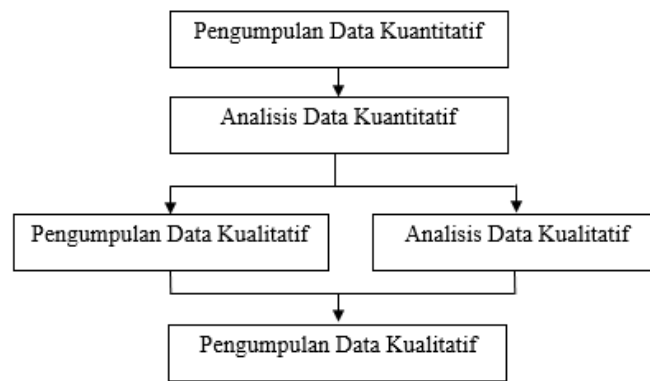 Pengumpulan Data Kuantitatif
Analisis Data Kuantitatif
Pengumpulan Data Kualitatif
Analisis Data Kualitatif
Pengumpulan Data Kualitatif